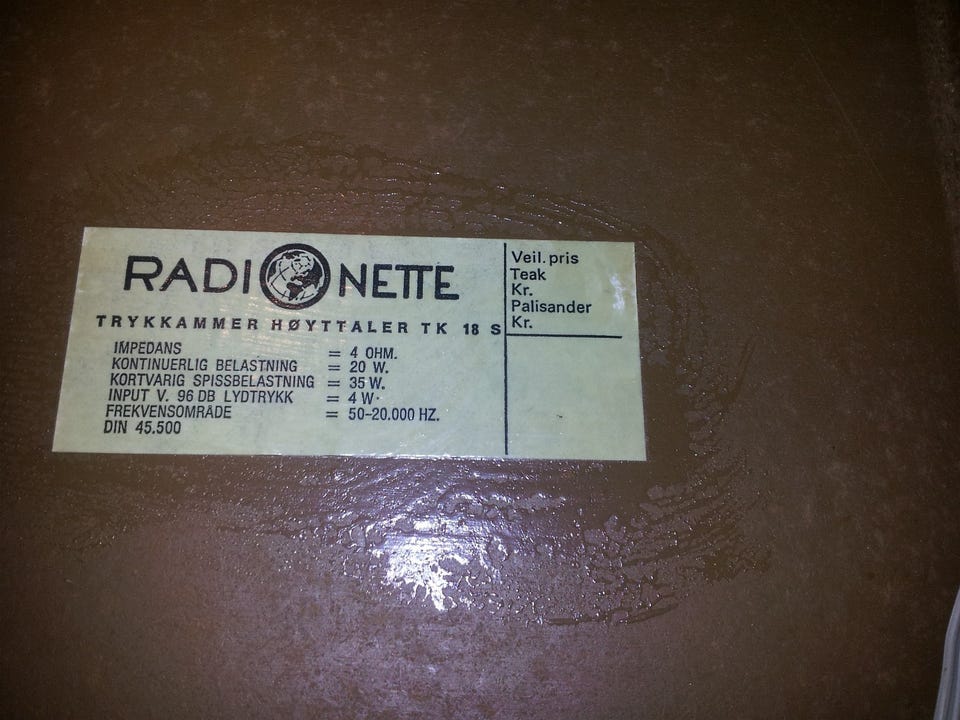 RADIONETTE
TRYKKAMMER HØYTTALER TK 18 S
IMPEDANS = 4 OHM.
KONTINUERLIG BELASTNING = 20 W.
KORTVARIG SPISSBELASTNING = 35 W.
INPUT V. 96 DB LYDTRYKK = 4 W.
FREKVENSOMRADE = 50-20.000 HZ.
DIN 45.500
Veil. pris
Teak
Kr.
Palisander
Kr.